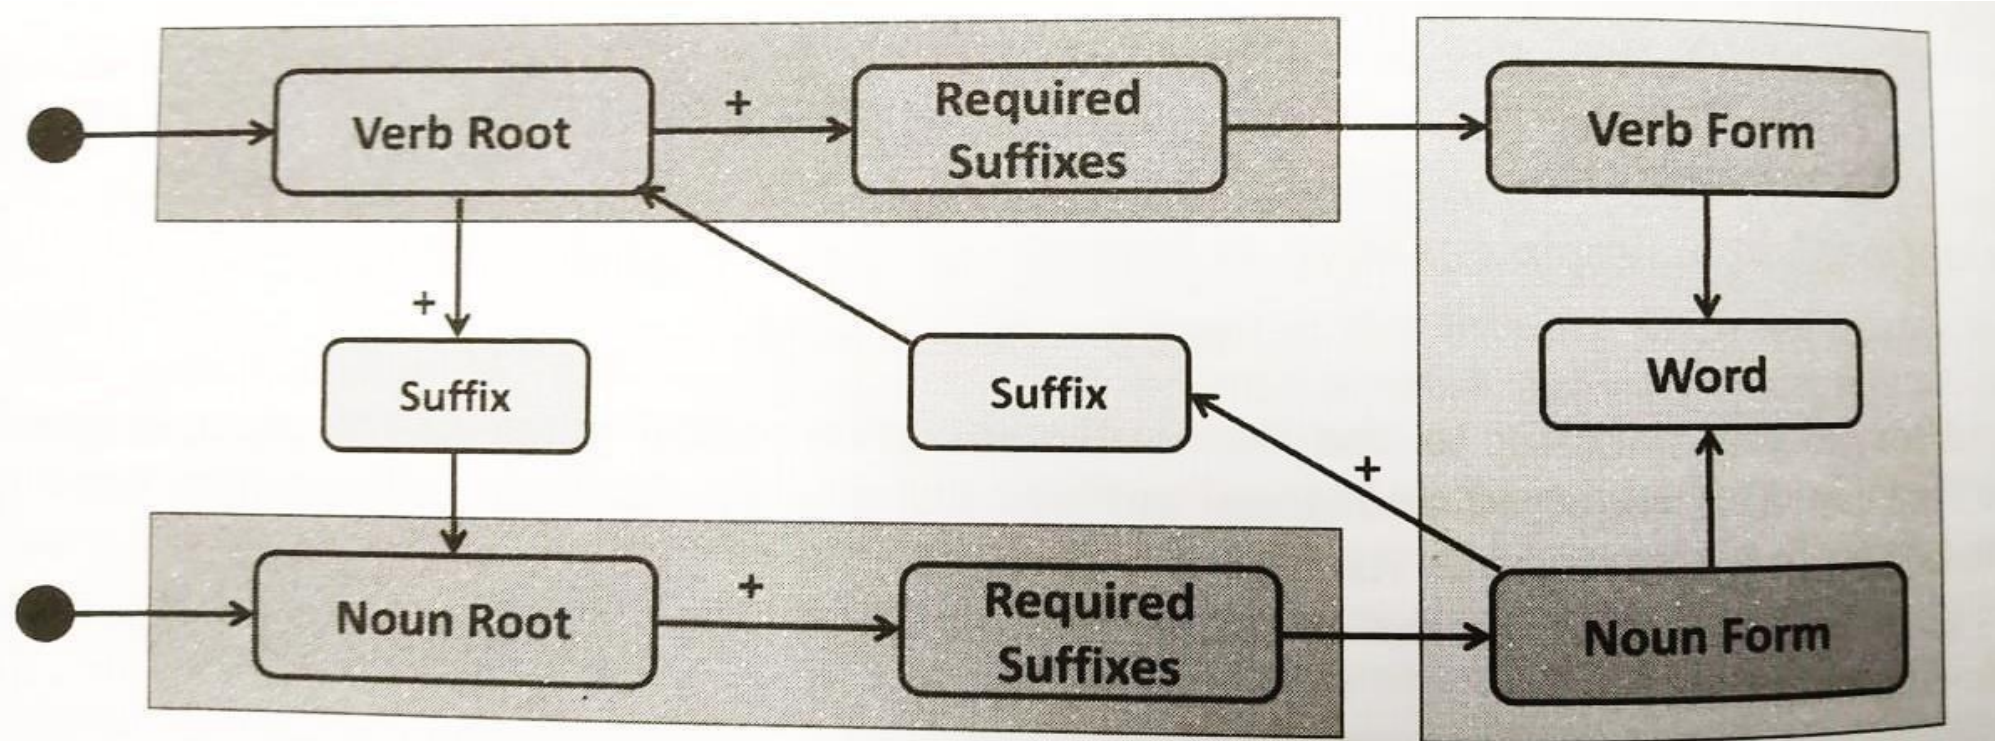 Verb Root
+
Required
Suffixes
Verb Form
+
Suffix
Suffix
Word
+
Noun Root
+
Required
Suffixes
Noun Form